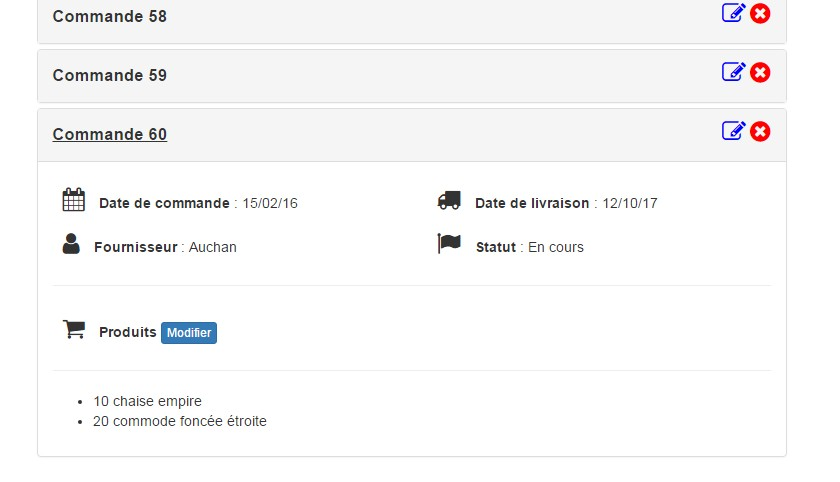 Commande 58
Commande 59
Commande 60
Date de commande : 15/02/16
Date de livraison : 12/10/17
Fournisseur : Auchan
Statut : En cours
Produits Modifier
10 chaise empire
20 commode foncée étroite